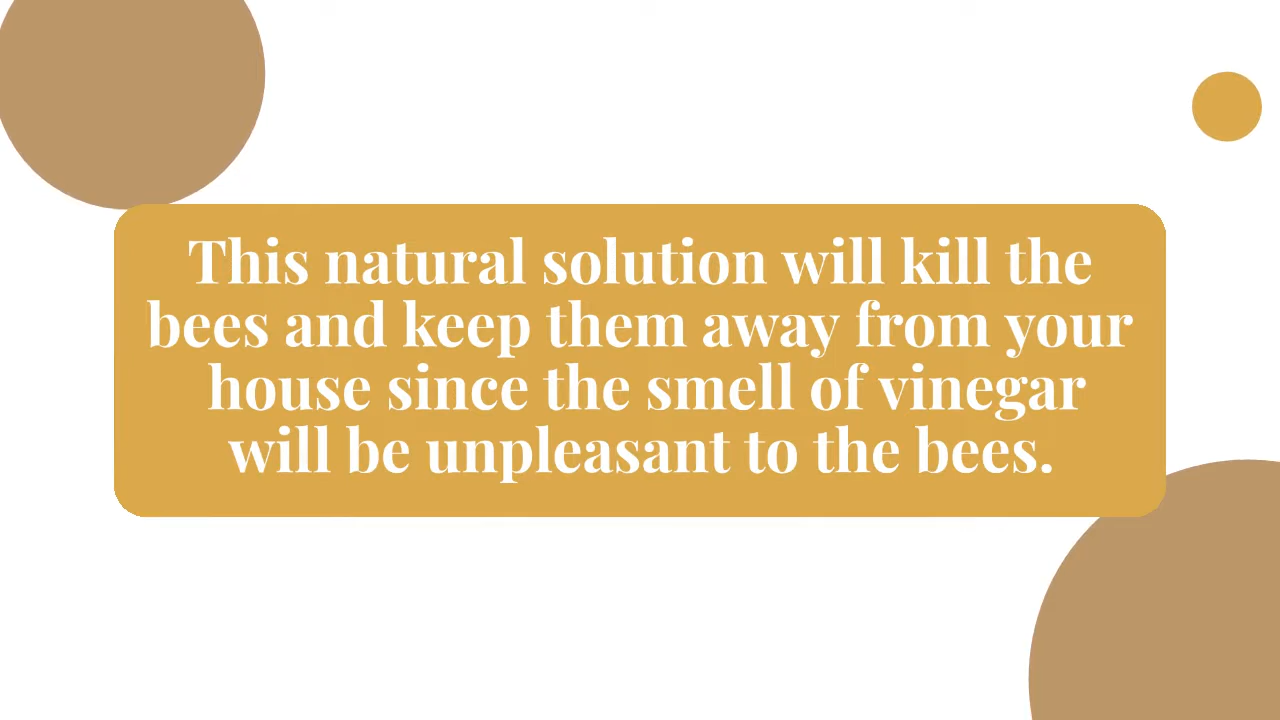 This natural solution will kill the
bees and keep them away from your
house since the smell of vinegar
will be unpleasant to the bees.